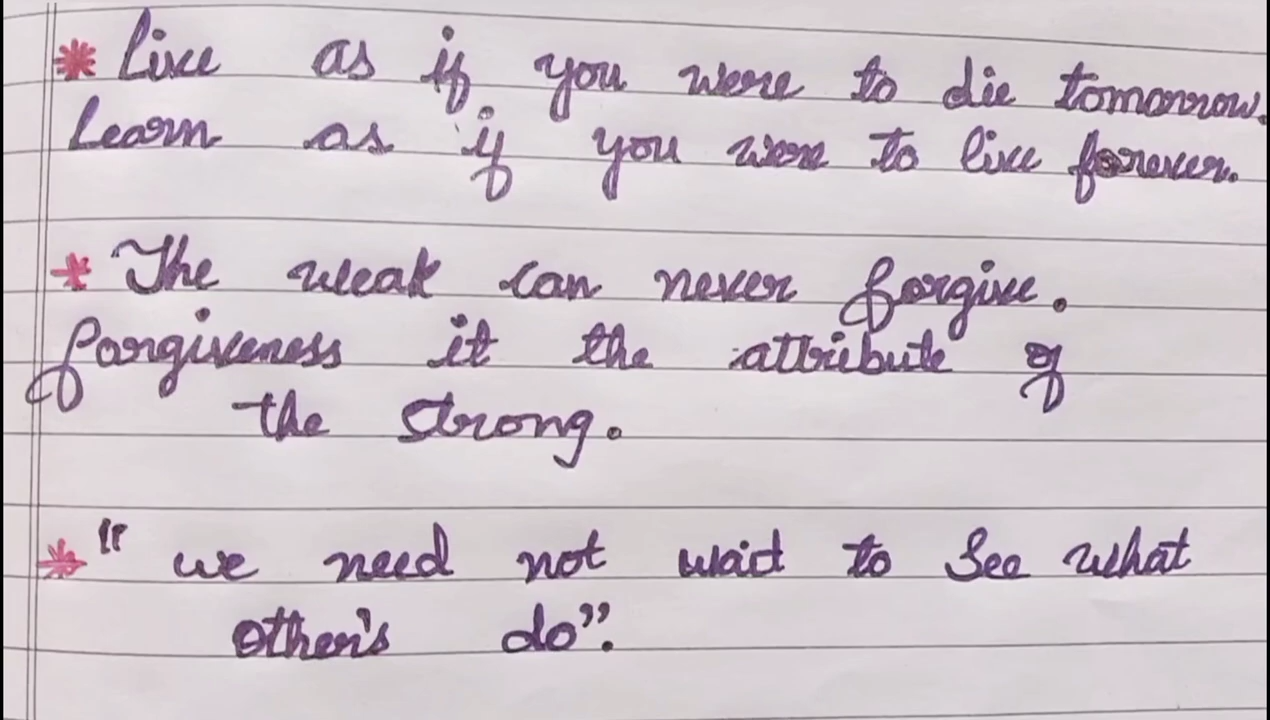 * Live as if you were to die tomorrow.
Learn as if you were to live forever.
* The weak can never forgive.
forgiveness it the attribute of
the strong.
* "we need not wait to See what
other's do".